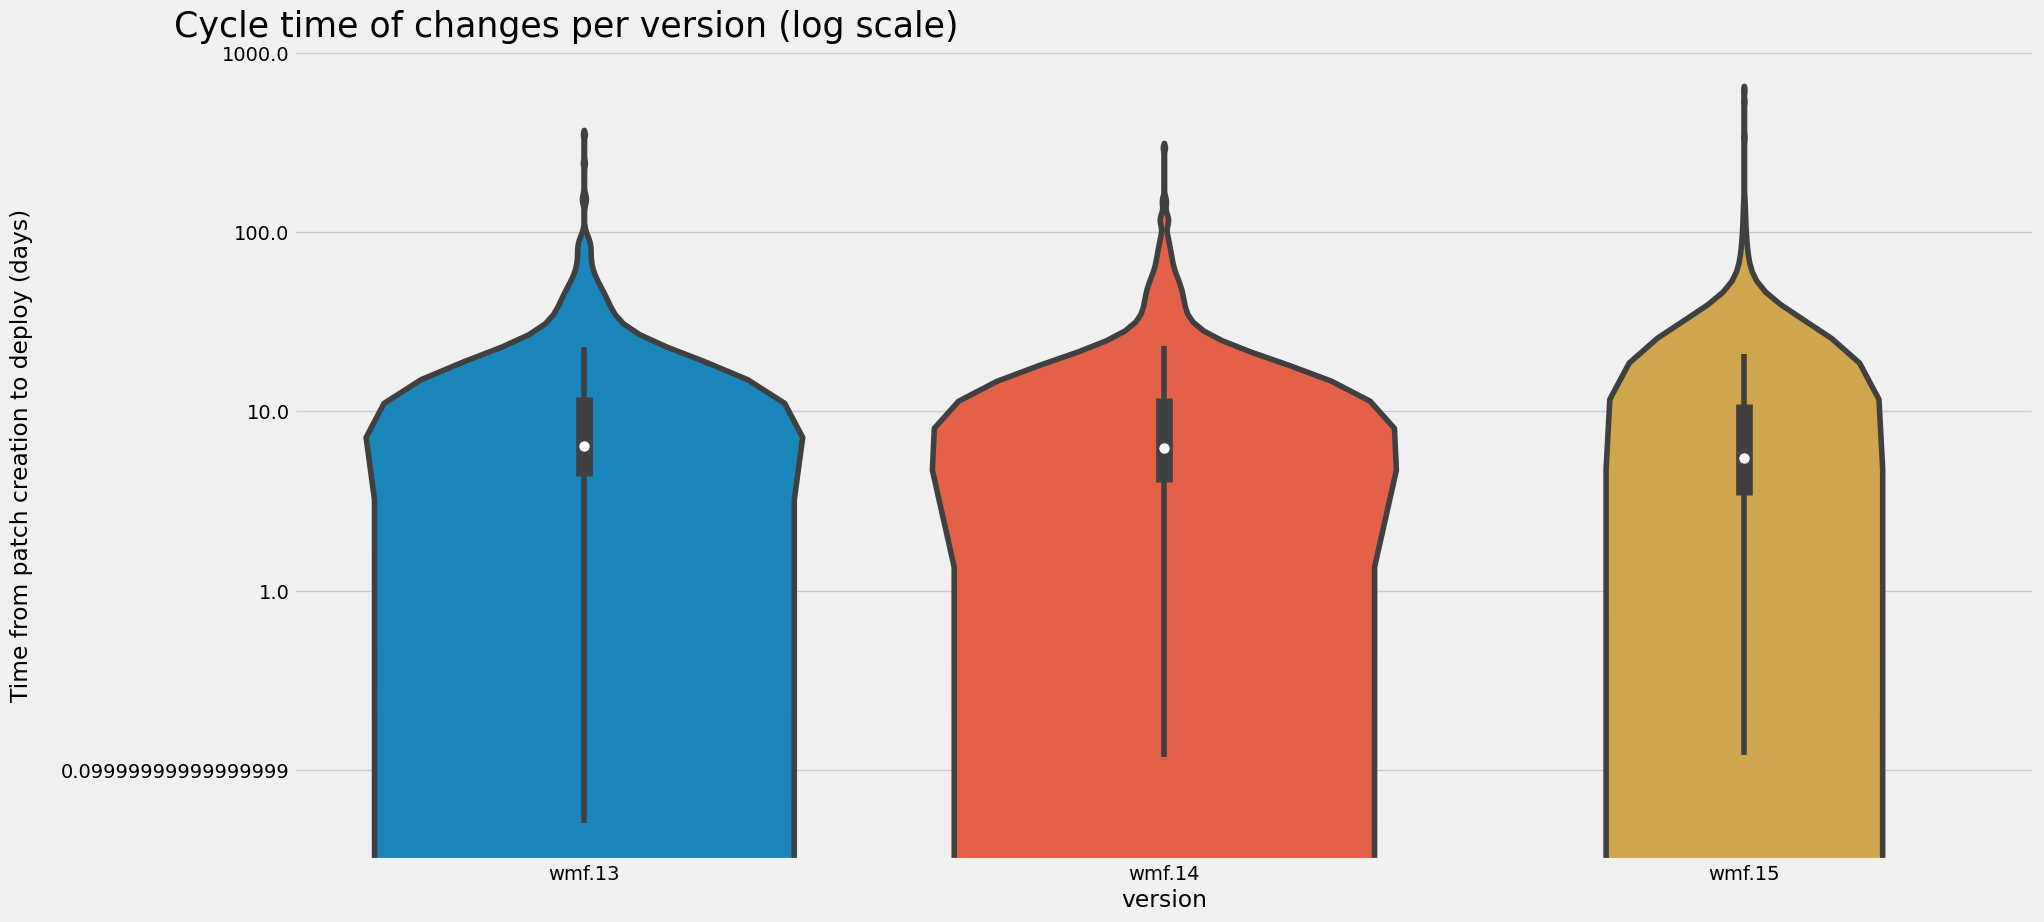 Cycle time of changes per version (log scale)
1000.0
100.0
10.0
1.0
0.09999999999999999
Time from patch creation to deploy (days)
wmf.13
wmf.14
wmf.15
version